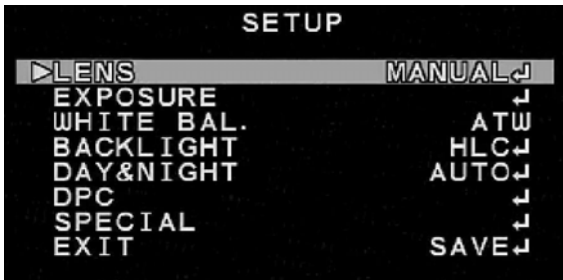 SETUP
▷LENS MANUAL↲
EXPOSURE ↲
WHITE BAL. ATW
BACKLIGHT HLC↲
DAY&NIGHT AUTO↲
DPC ↲
SPECIAL ↲
EXIT SAVE↲